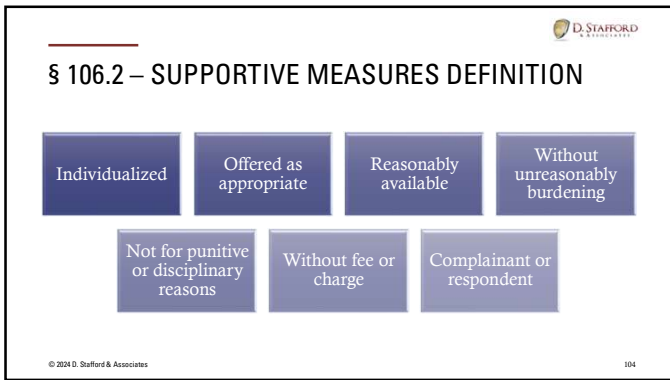 D. STAFFORD
& ASSOCIATES
§ 106.2 – SUPPORTIVE MEASURES DEFINITION
Individualized
Offered as
appropriate
Reasonably
available
Without
unreasonably
burdening
Not for punitive
or disciplinary
reasons
Without fee or
charge
Complainant or
respondent
© 2024 D. Stafford & Associates
104